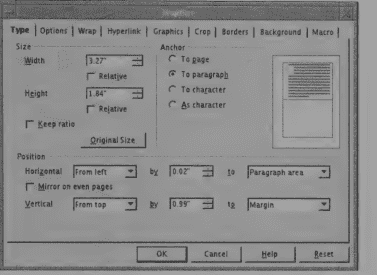 Type Options Wrap Hyperlink Graphics Crop Borders Background Macro
Size
Anchor
Width 3.27"
Relative
Height 1.84"
Relative
Keep ratio
Original Size
To page
To paragraph
To character
As character
Position
Horizontal From left by 0.02" to Paragraph area
Mirror on even pages
Vertical From top by 0.99" to Margin
OK Cancel Help Reset